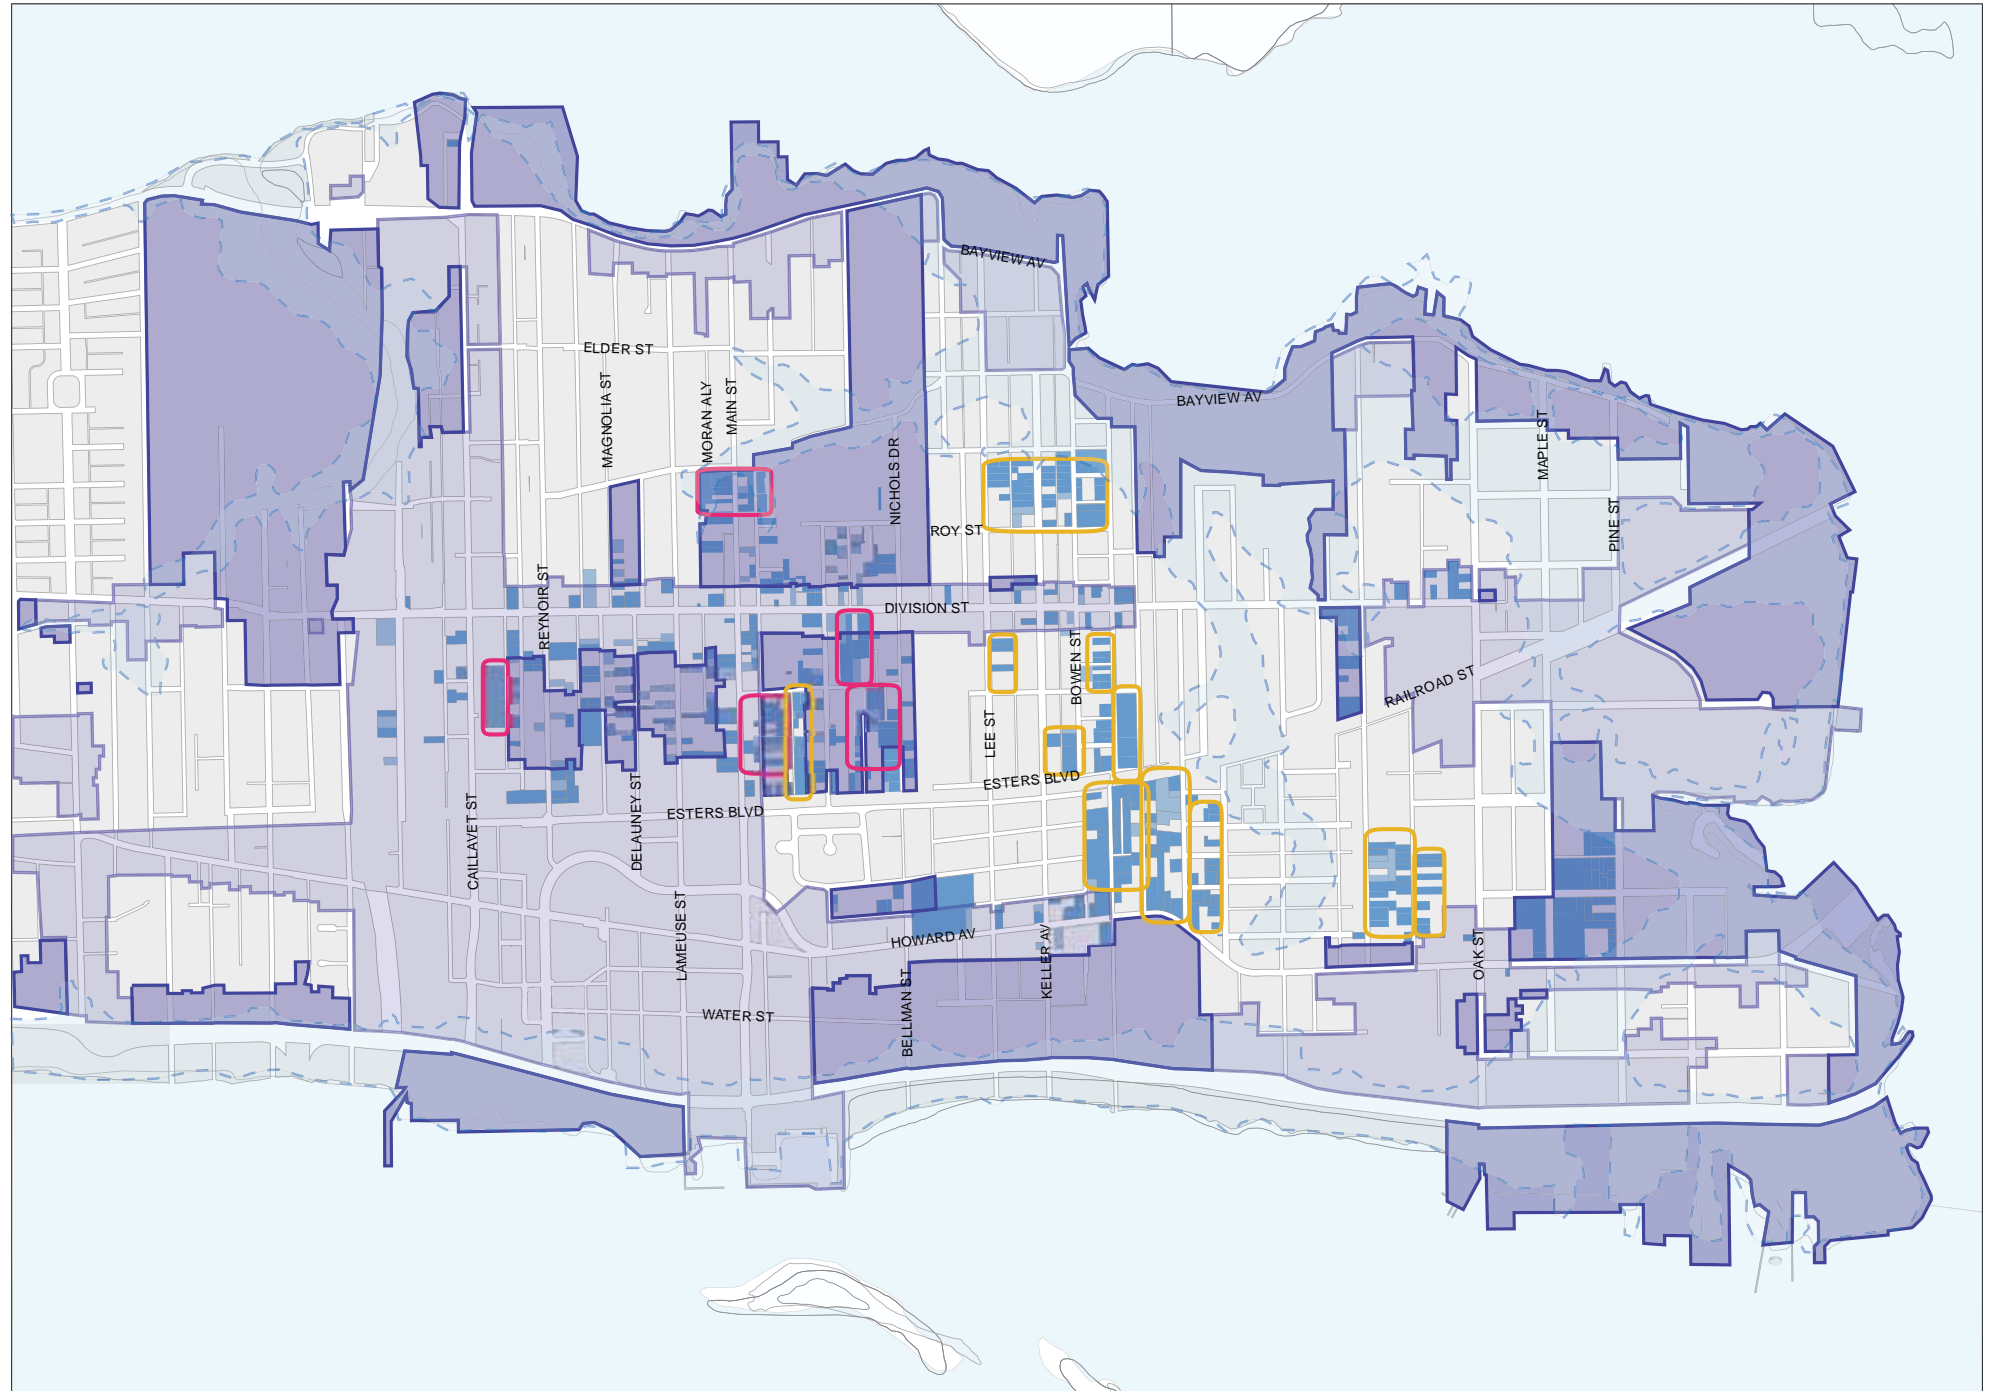 BAYVIEW AV
ELDER ST
MAGNOLIA ST
MORAN ALY
MAIN ST
BAYVIEW AV
MAPLE ST
NICHOLS DR
ROY ST
PINE ST
REYNOIR ST
DIVISION ST
BOWEN ST
RAILROAD ST
LEE ST
ESTERS BLVD
ESTERS BLVD
CAILLAVET ST
DELAUNEY ST
LAMEUSE ST
HOWARD AV
KELLER AV
OAK ST
BELLMAN ST
WATER ST